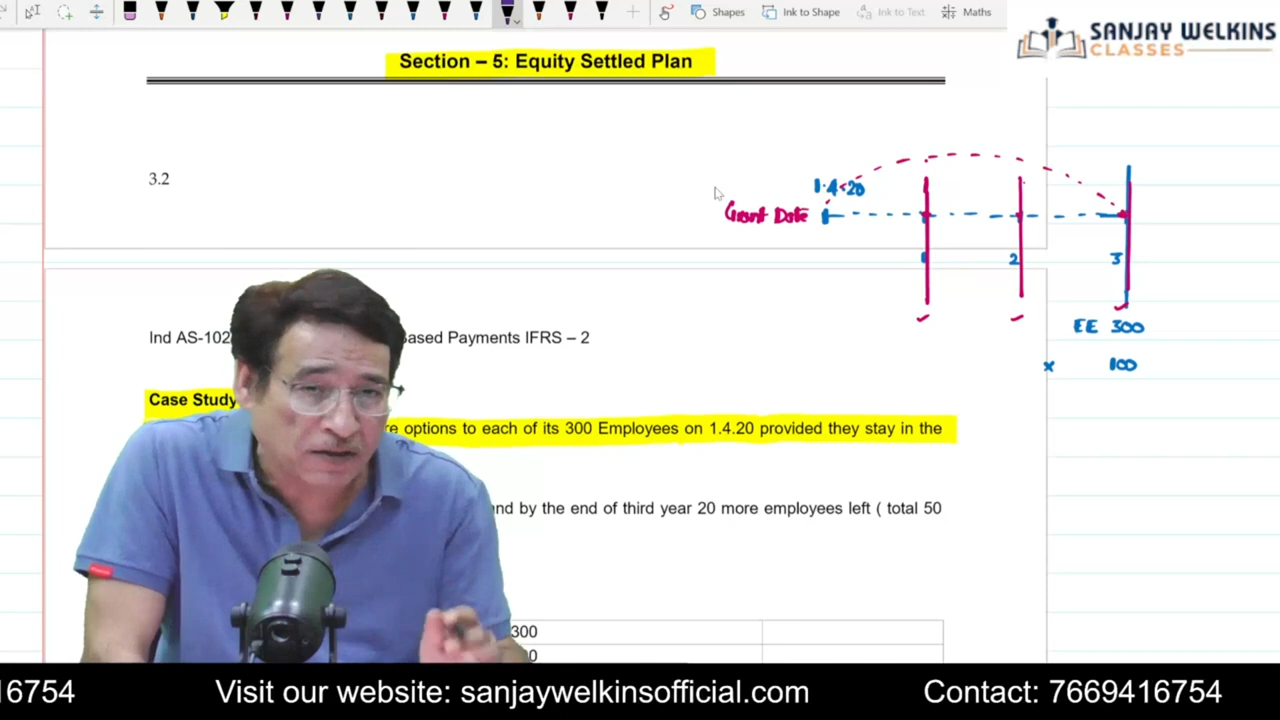 Shapes Ink to Shape Ink to Text Maths
SANJAY WELKINS
CLASSES
Section – 5: Equity Settled Plan
3.2
1.4.20
Grant Date
1 2 3
EE 300
× 100
Ind AS-102 Based Payments IFRS – 2
Case Study
re options to each of its 300 Employees on 1.4.20 provided they stay in the
and by the end of third year 20 more employees left ( total 50
300
0
16754 Visit our website: sanjaywelkinsofficial.com Contact: 7669416754